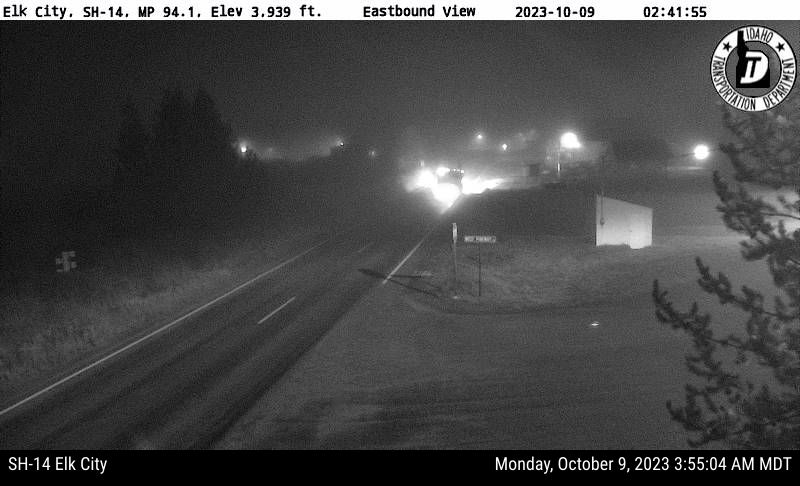 Elk City, SH-14, MP 94.1, Elev 3,939 ft. Eastbound View 2023-10-09 02:41:55
IDAHO
TRANSPORTATION DEPARTMENT
SH-14 Elk City
Monday, October 9, 2023 3:55:04 AM MDT